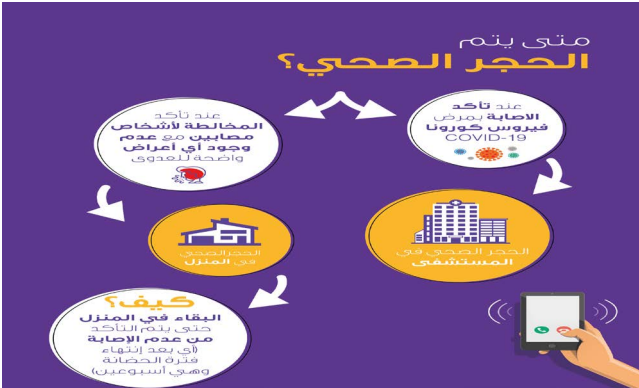 متى يتم
الحجر الصحي؟
عند تأكد
الاصابة بمرض
فيروس كورونا
COVID-19
الحجر الصحي في
المستشفى
عند تأكد
المخالطة لأشخاص
مصابين مع عدم
وجود أي أعراض
واضحة للعدوى
الحجر الصحي
في المنزل
كيف؟
البقاء في المنزل
حتى يتم التأكد
من عدم الإصابة
(أي بعد إنتهاء
فترة الحضانة
وهي أسبوعين)